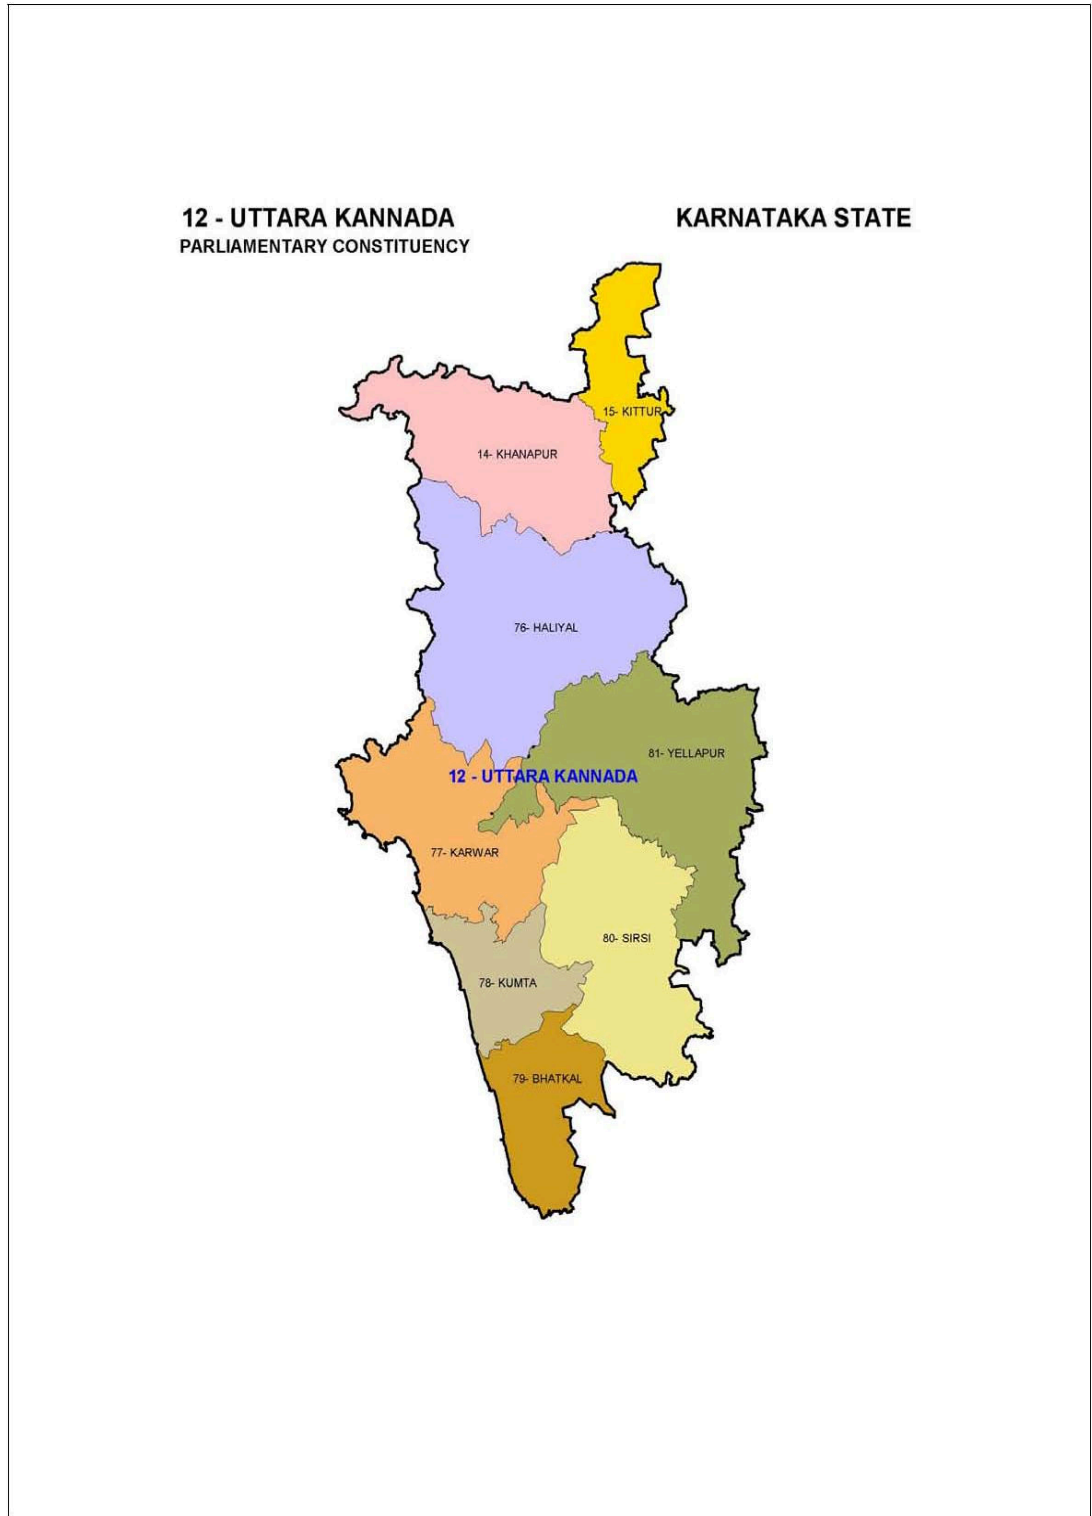 12 - UTTARA KANNADA
KARNATAKA STATE
PARLIAMENTARY CONSTITUENCY
15- KITTUR
14- KHANAPUR
76- HALIYAL
81- YELLAPUR
12 - UTTARA KANNADA
77- KARWAR
80- SIRSI
78- KUMTA
79- BHATKAL